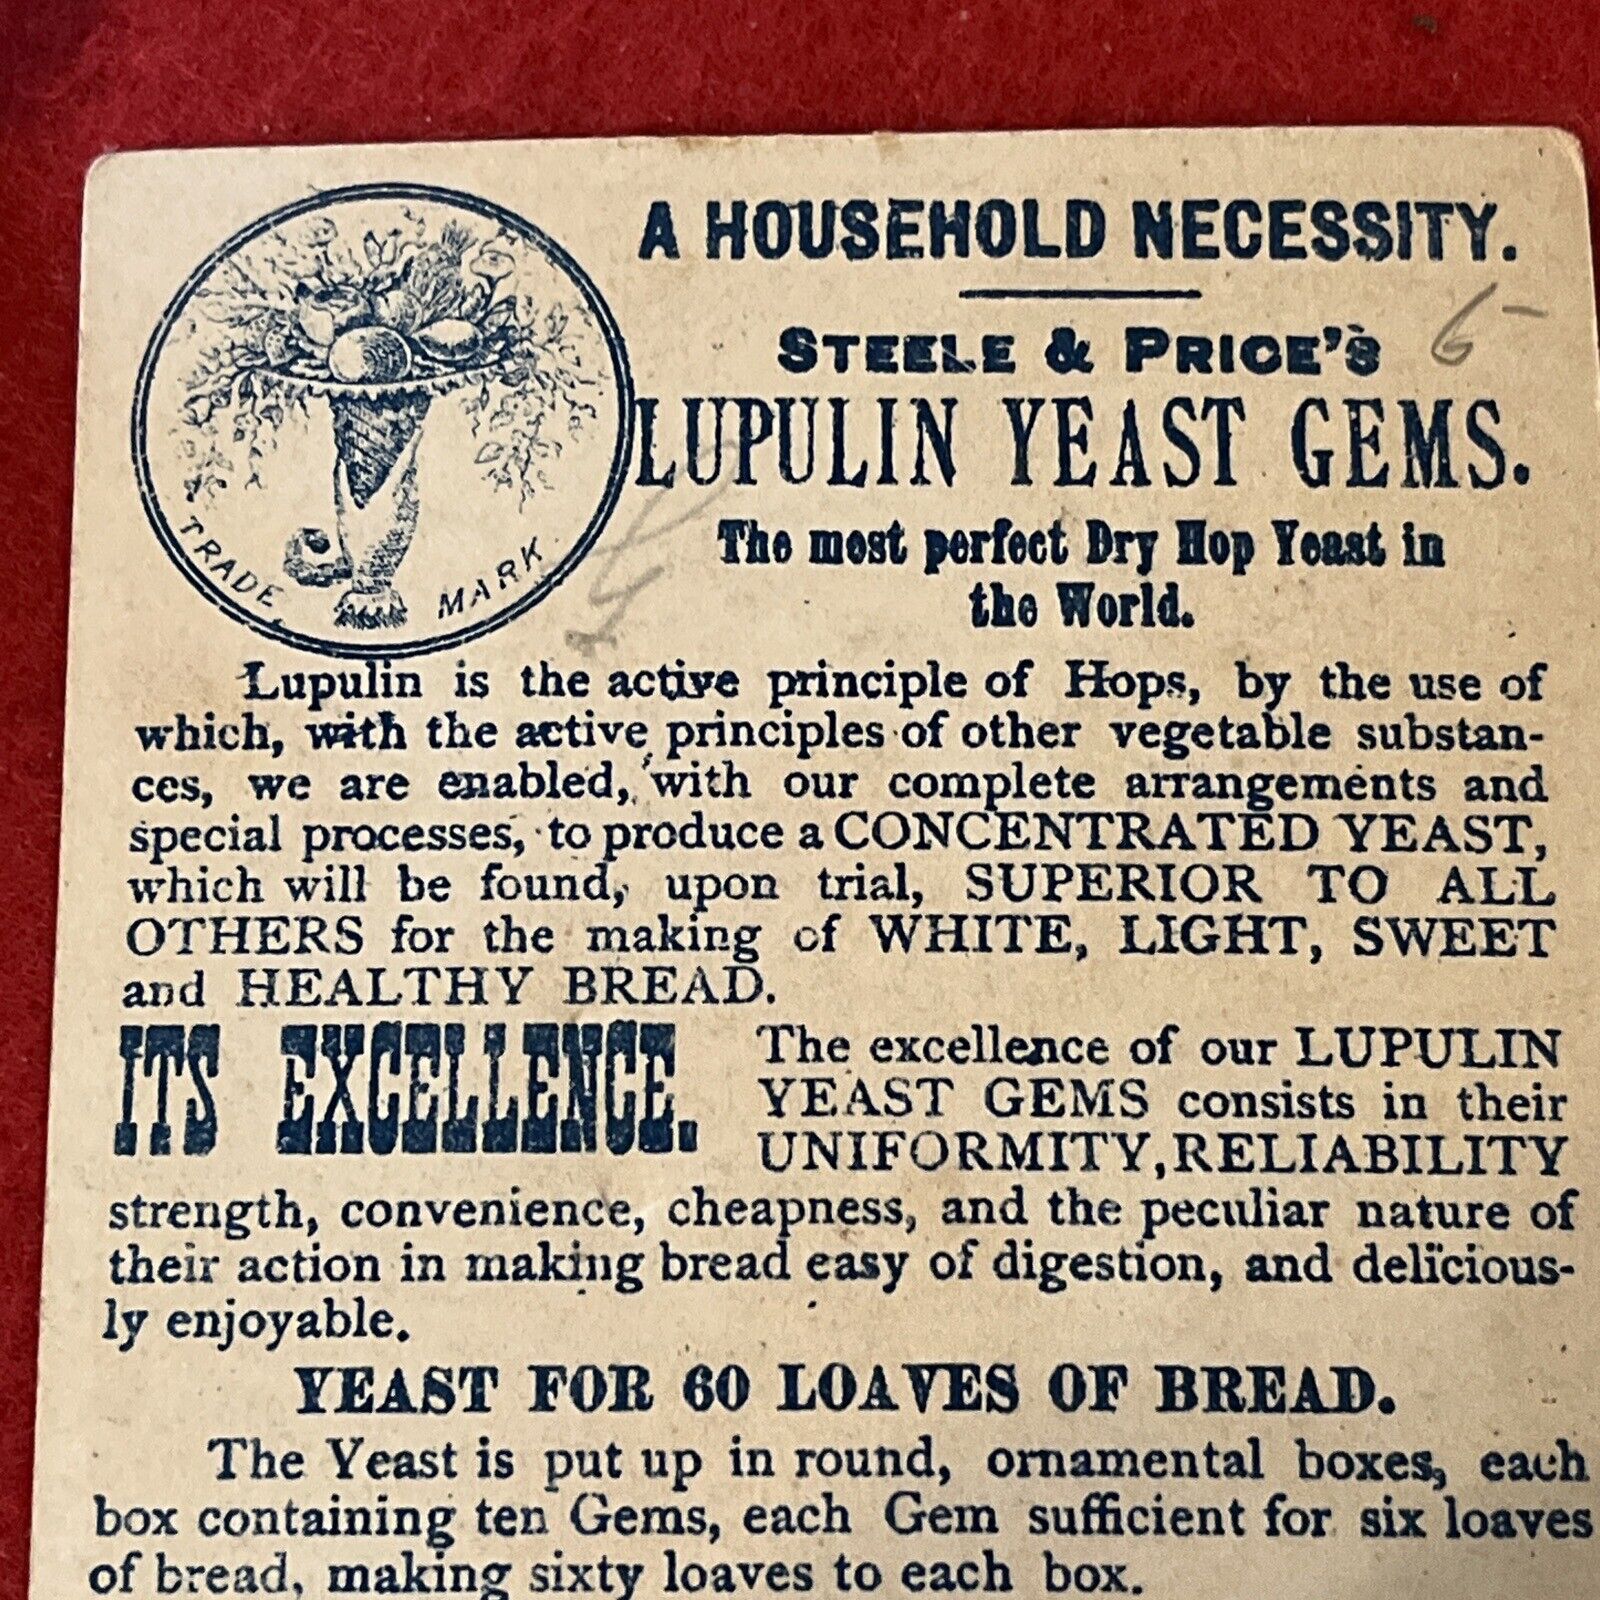 A HOUSEHOLD NECESSITY.
STEELE & PRICE'S
6-
LUPULIN YEAST GEMS.
The most perfect Dry Hop Yeast in
the World.
TRADE MARK
Lupulin is the active principle of Hops, by the use of
which, with the active principles of other vegetable substan-
ces, we are enabled, with our complete arrangements and
special processes, to produce a CONCENTRATED YEAST,
which will be found, upon trial, SUPERIOR TO ALL
OTHERS for the making of WHITE, LIGHT, SWEET
and HEALTHY BREAD.
ITS EXCELLENCE.
The excellence of our LUPULIN
YEAST GEMS consists in their
UNIFORMITY, RELIABILITY
strength, convenience, cheapness, and the peculiar nature of
their action in making bread easy of digestion, and delicious-
ly enjoyable.
YEAST FOR 60 LOAVES OF BREAD.
The Yeast is put up in round, ornamental boxes, each
box containing ten Gems, each Gem sufficient for six loaves
of bread, making sixty loaves to each box.